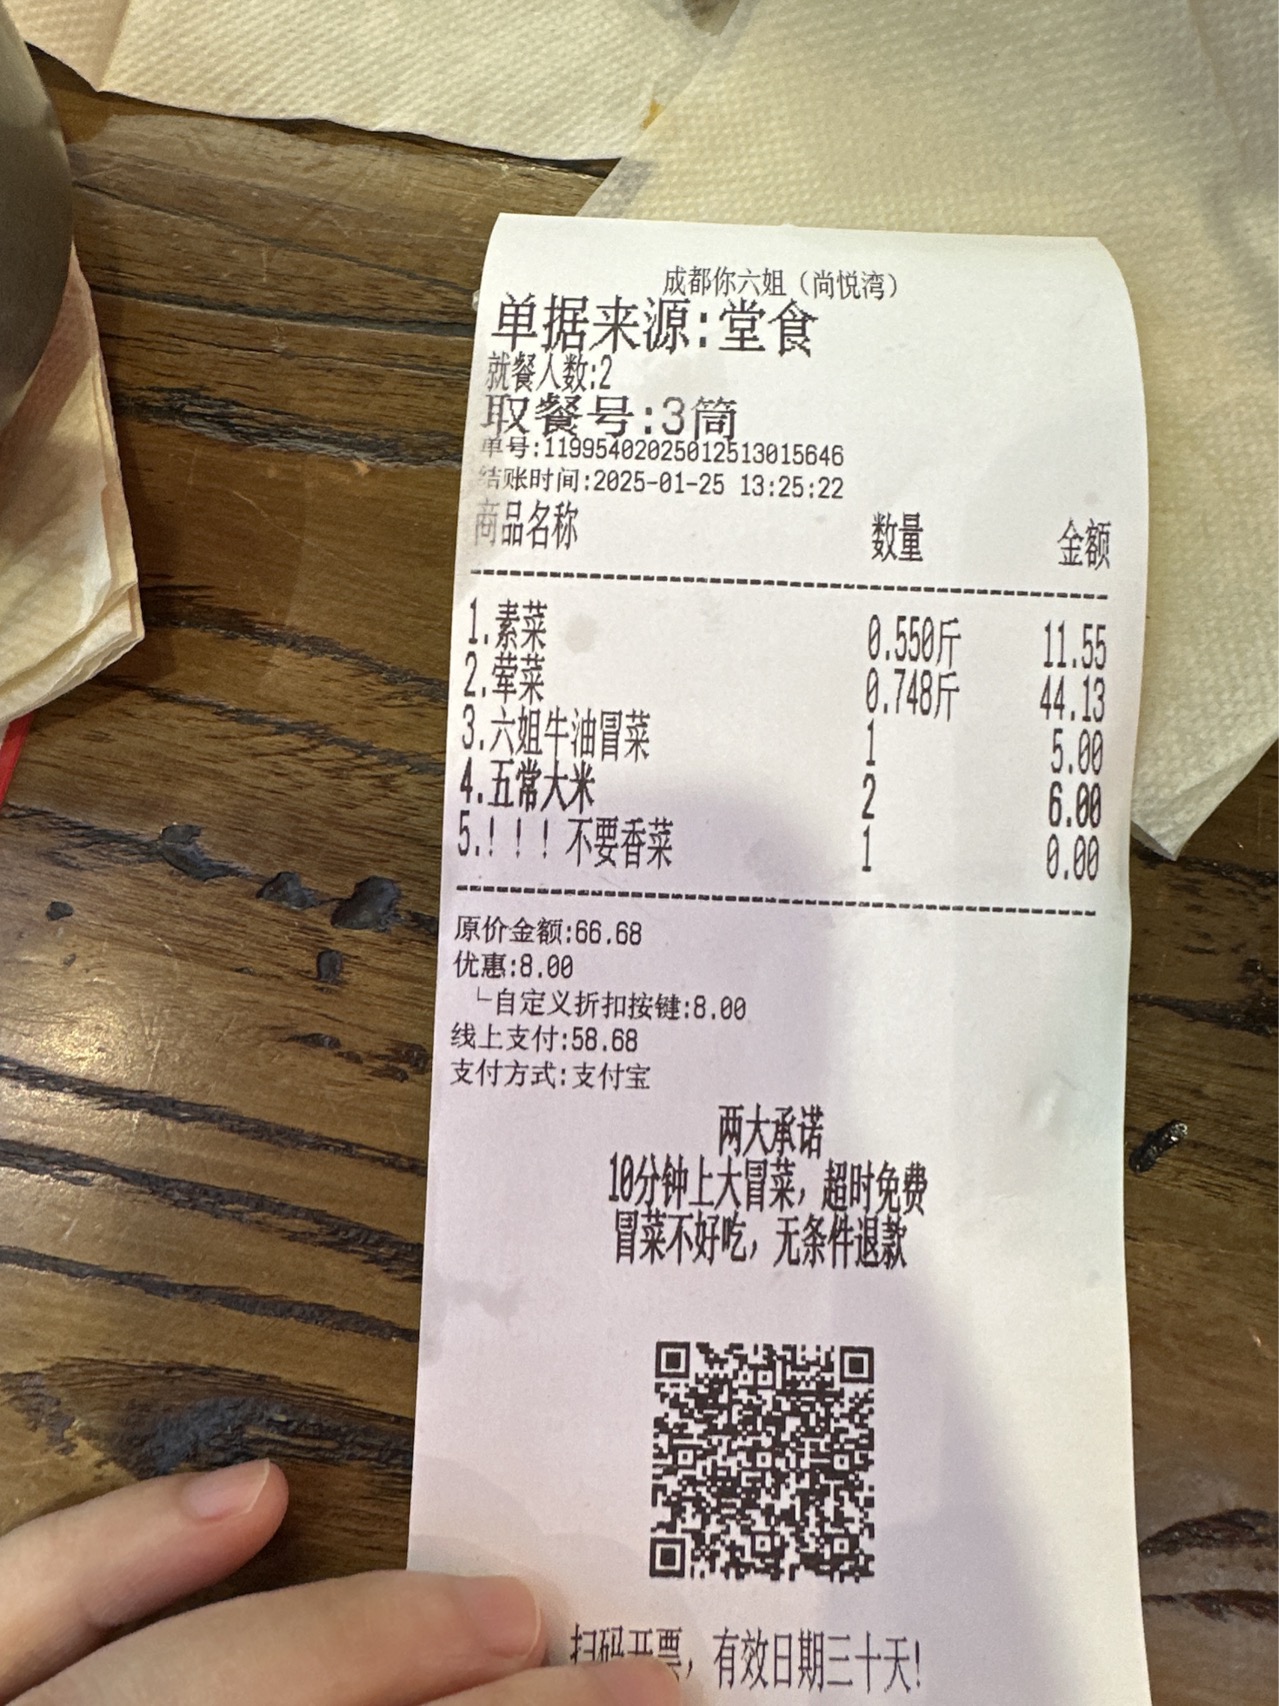 成都你六姐（尚悦湾）
单据来源:堂食
就餐人数:2
取餐号:3筒
单号:11995402025012513015646
结账时间:2025-01-25 13:25:22
商品名称 数量 金额
1.素菜 0.550斤 11.55
2.荤菜 0.748斤 44.13
3.六姐牛油冒菜 1 5.00
4.五常大米 2 6.00
5.！！！不要香菜 1 0.00
原价金额:66.68
优惠:8.00
└自定义折扣按键:8.00
线上支付:58.68
支付方式:支付宝
两大承诺
10分钟上大冒菜，超时免费
冒菜不好吃，无条件退款
扫码开票，有效日期三十天!